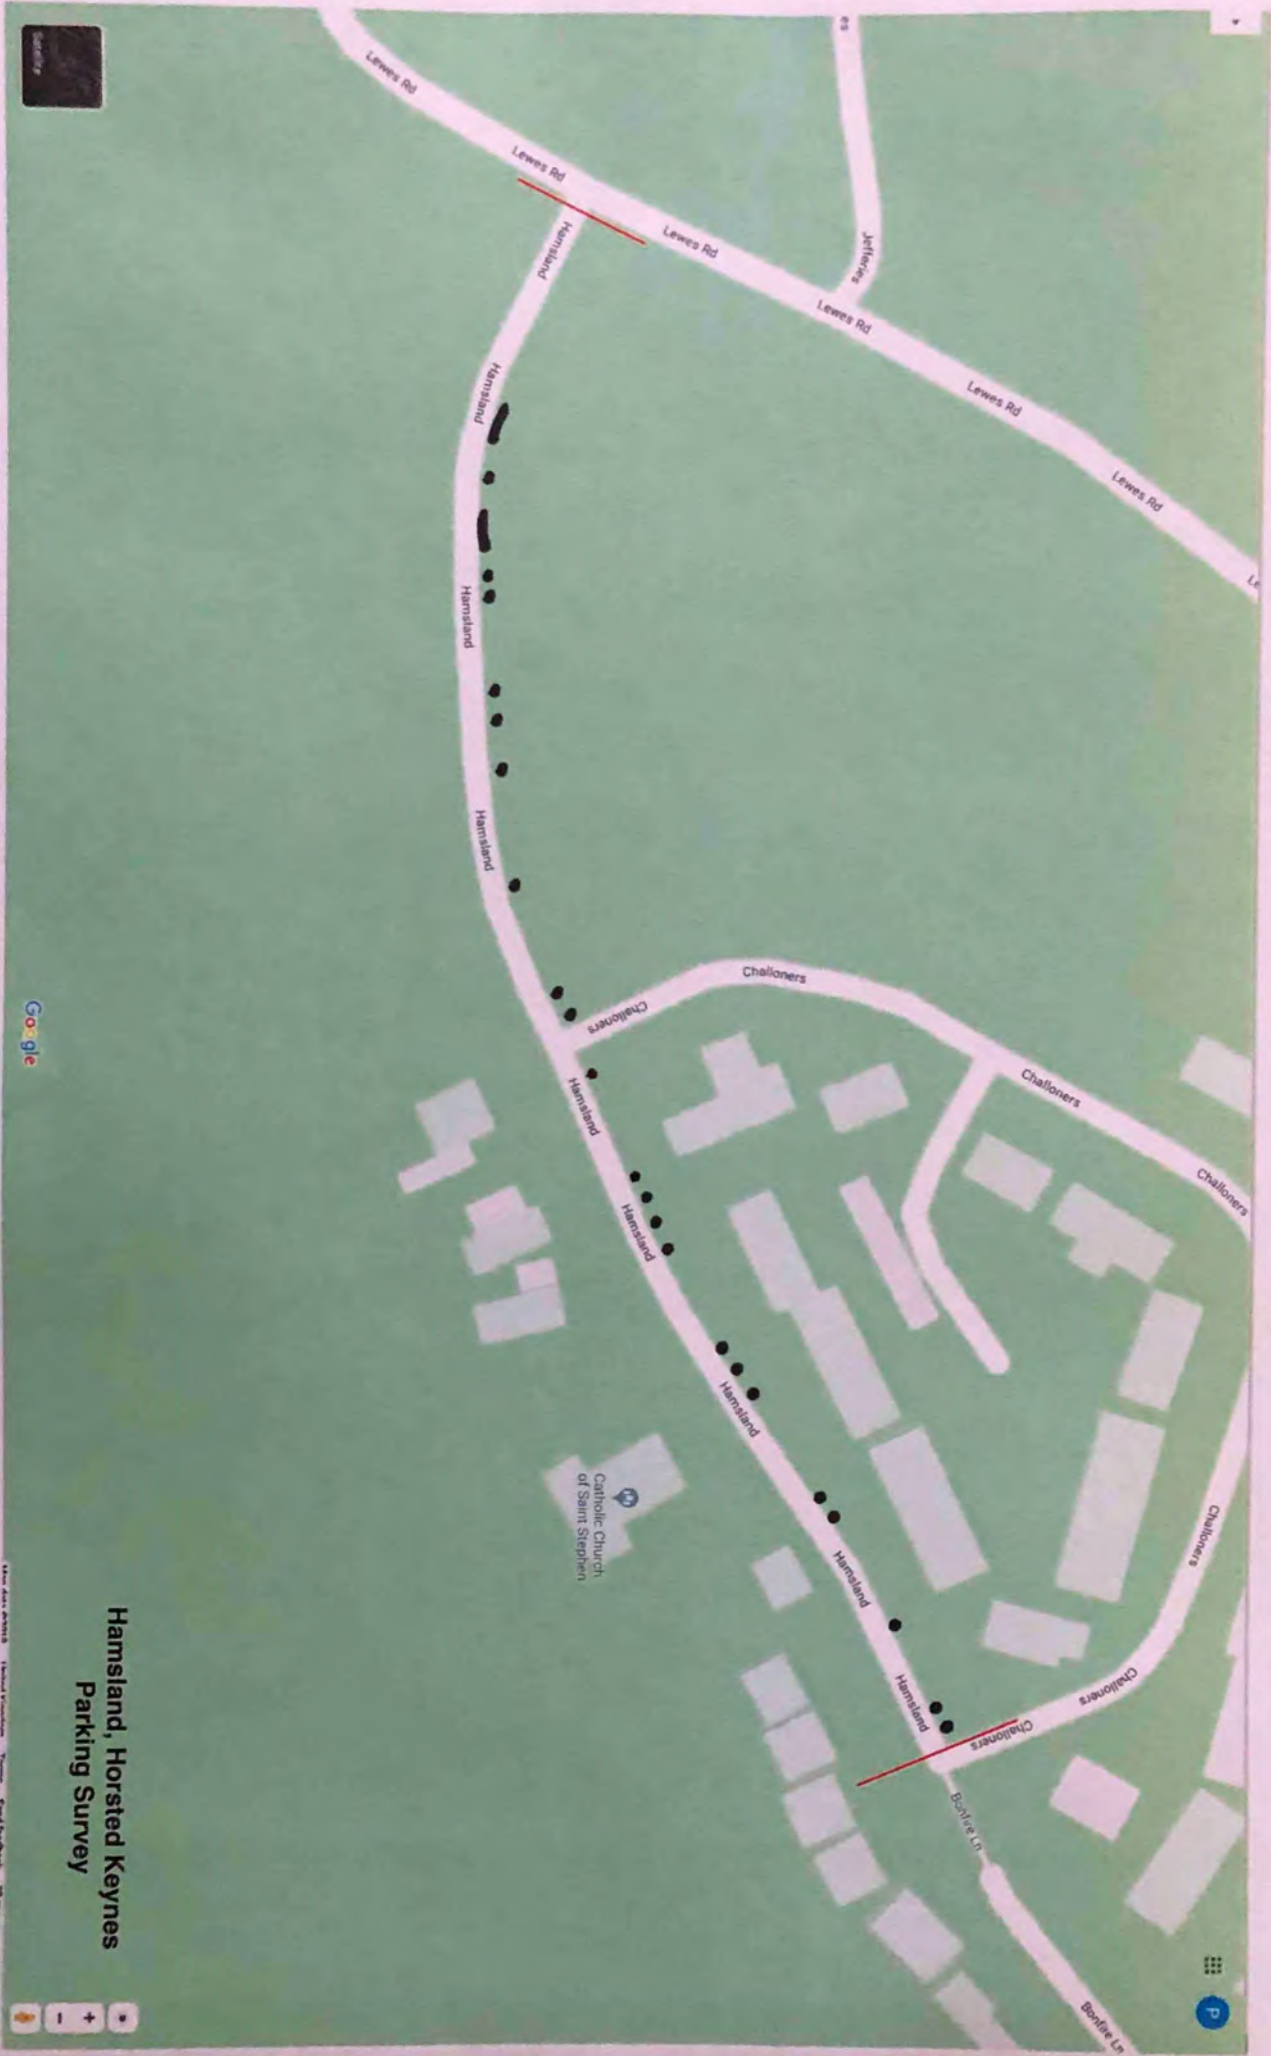 Satellite
Lewes Rd
Lewes Rd
Lewes Rd
Lewes Rd
Lewes Rd
Lewes Rd
es
Jefferies
Hamsland
Hamsland
Hamsland
Hamsland
Hamsland
Hamsland
Hamsland
Hamsland
Hamsland
Challoners
Challoners
Challoners
Challoners
Challoners
Challoners
Challoners
Catholic Church
of Saint Stephen
Bonfire Ln
Bonfire Ln
Google
Hamsland, Horsted Keynes
Parking Survey
P